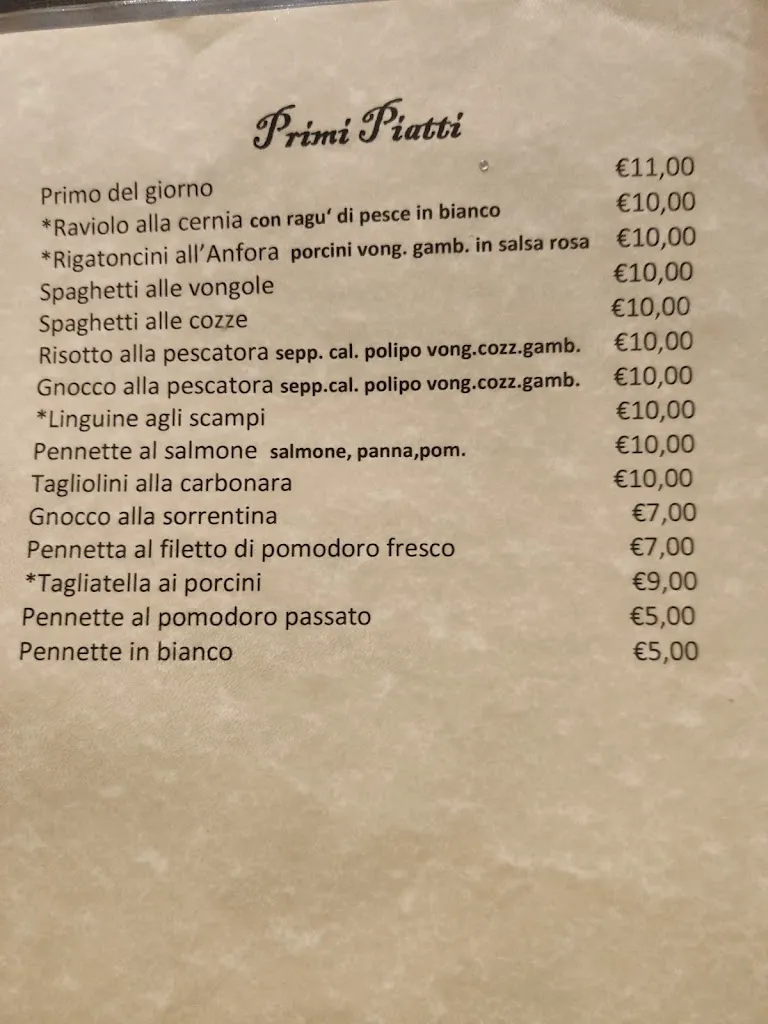 Primi Piatti
Primo del giorno €11,00
*Raviolo alla cernia con ragu' di pesce in bianco €10,00
*Rigatoncini all'Anfora porcini vong. gamb. in salsa rosa €10,00
Spaghetti alle vongole €10,00
Spaghetti alle cozze €10,00
Risotto alla pescatora sepp. cal. polipo vong.cozz.gamb. €10,00
Gnocco alla pescatora sepp.cal. polipo vong.cozz.gamb. €10,00
*Linguine agli scampi €10,00
Pennette al salmone salmone, panna,pom. €10,00
Tagliolini alla carbonara €10,00
Gnocco alla sorrentina €7,00
Pennetta al filetto di pomodoro fresco €7,00
*Tagliatella ai porcini €9,00
Pennette al pomodoro passato €5,00
Pennette in bianco €5,00